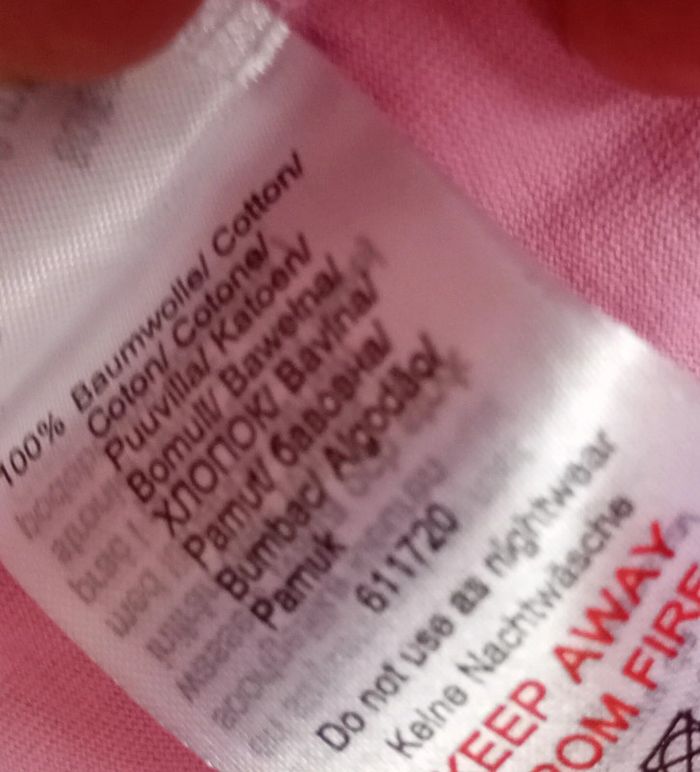 100% Baumwolle/ Cotton/
Coton/ Cotone/
Puuvilla/ Katoen/
Bomull/ Bawełna/
ХЛОПОК/ Bavlna/
Pamut/ бавовна/
Bumbac/ Algodão/
Pamuk
611720
Do not use as nightwear
Keine Nachtwäsche
KEEP AWAY
FROM FIRE